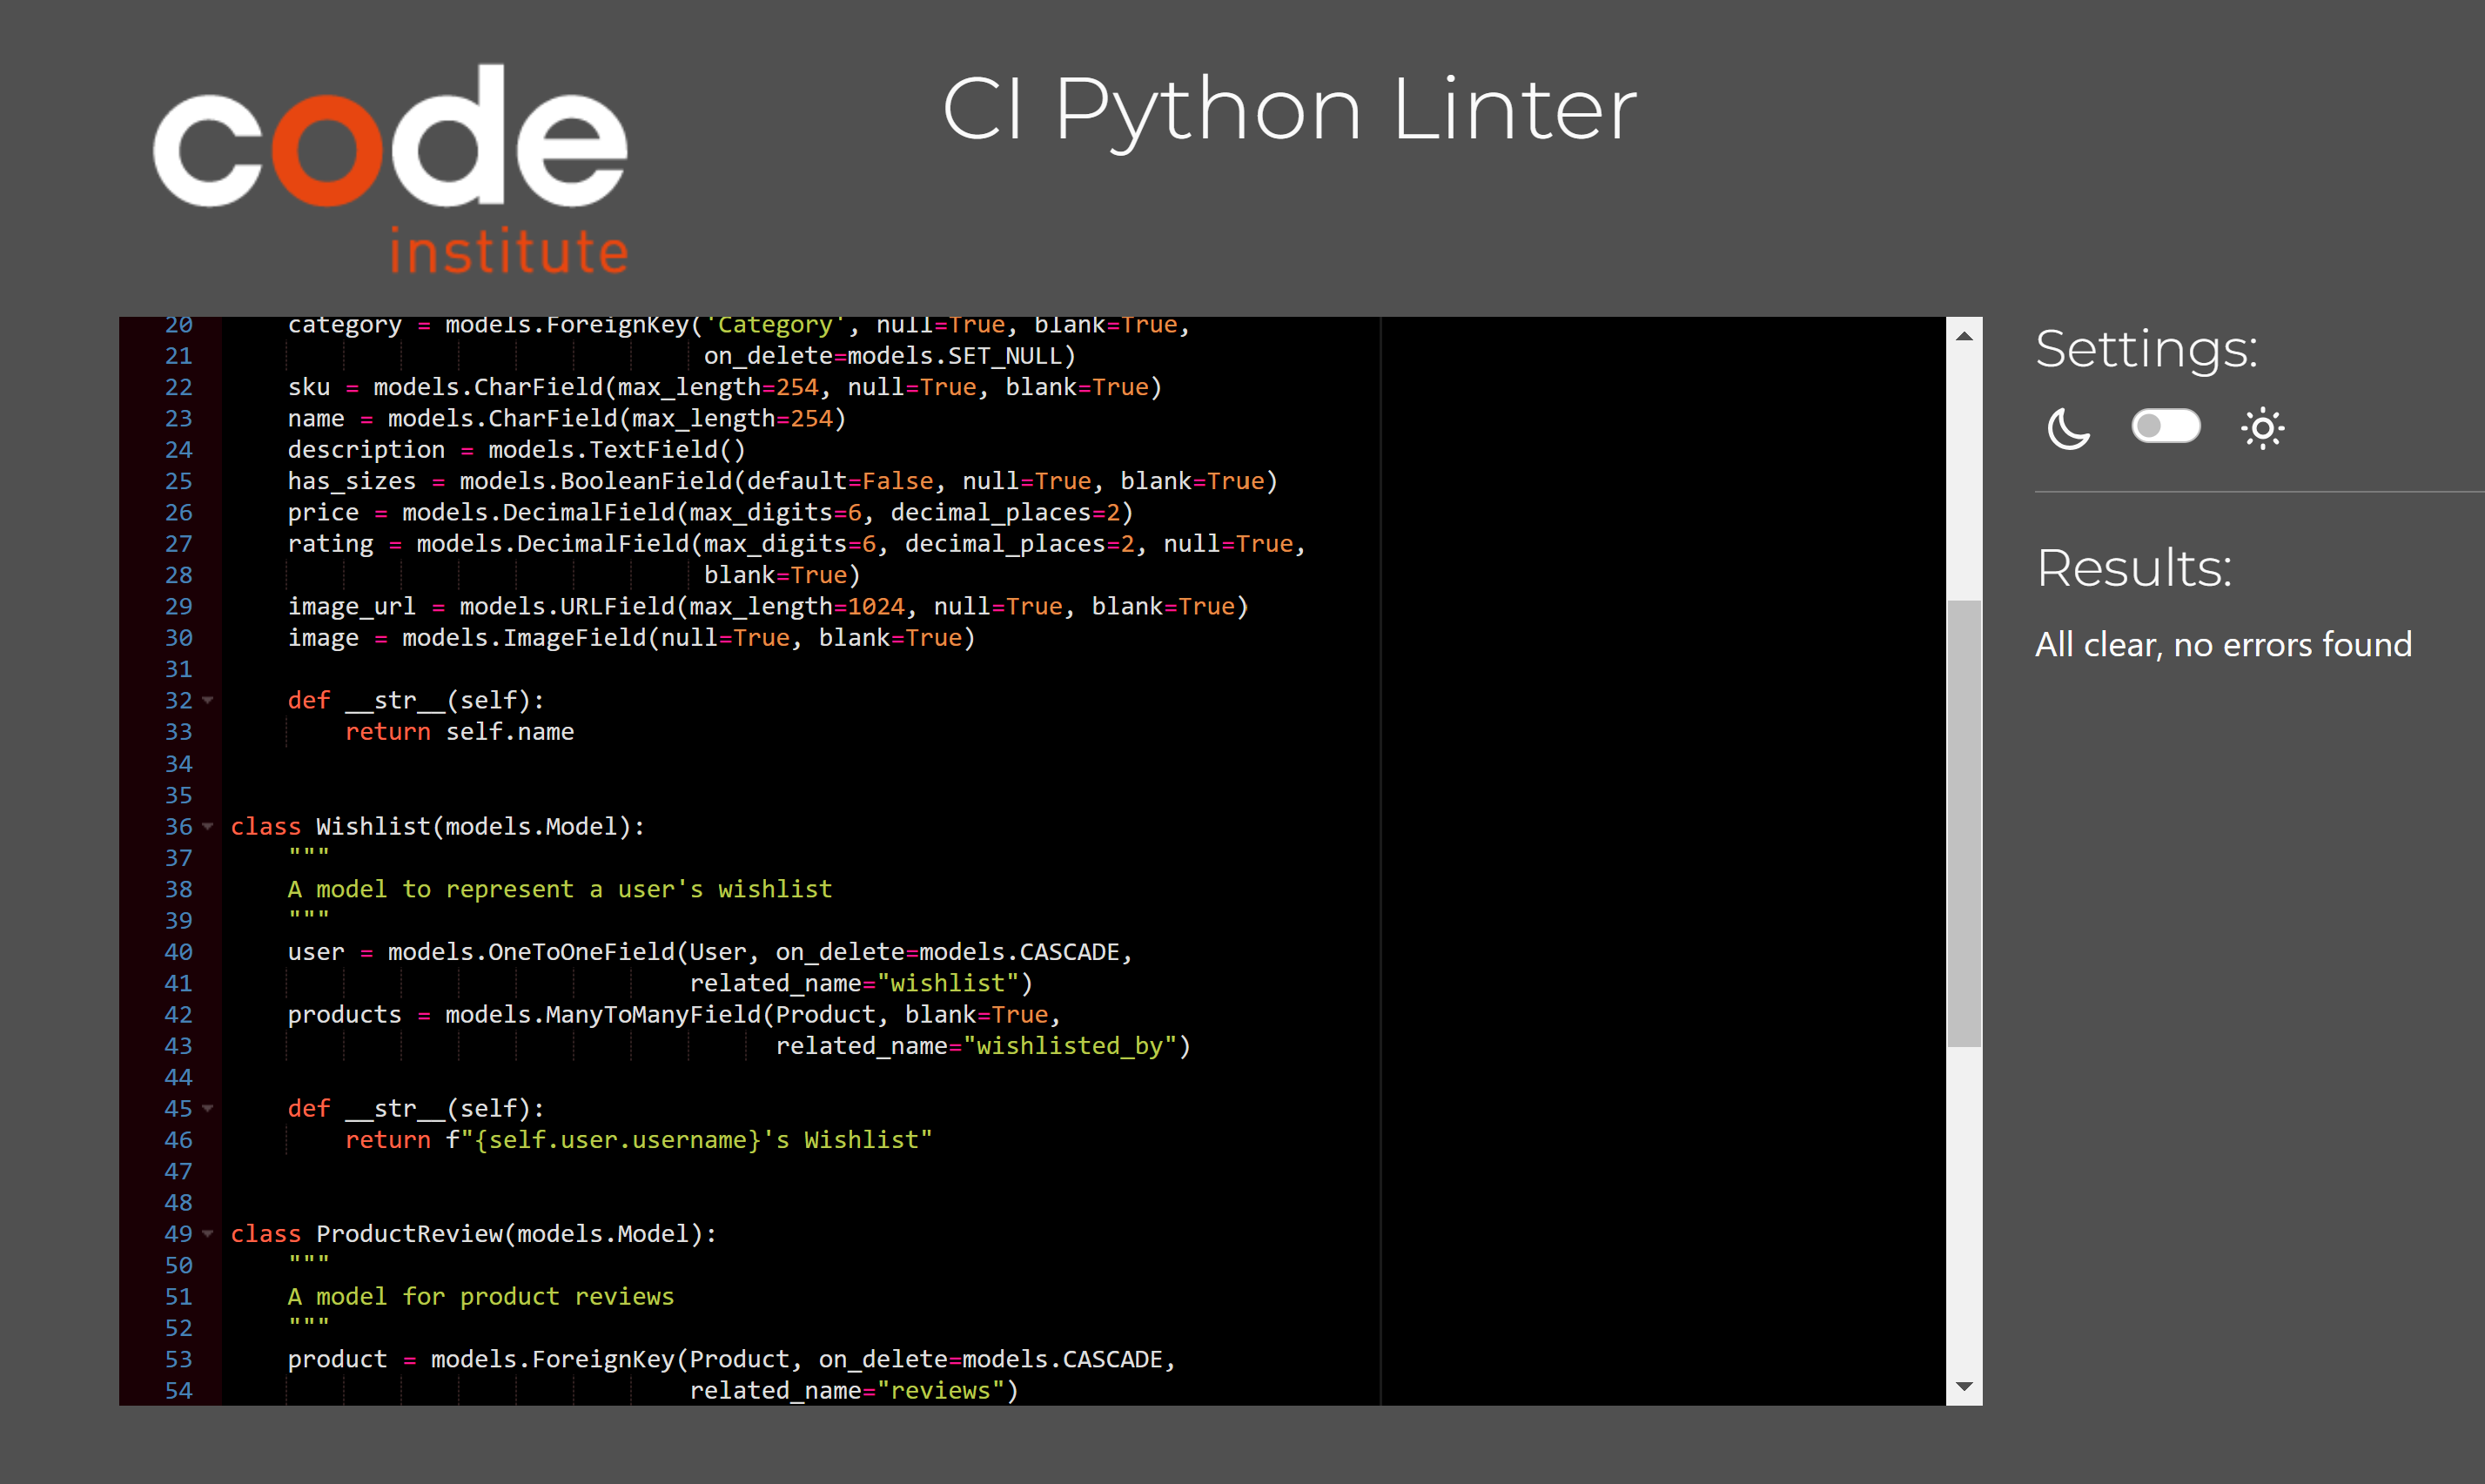 code
institute
CI Python Linter
20 category = models.ForeignKey('Category', null=True, blank=True,
21 on_delete=models.SET_NULL)
22 sku = models.CharField(max_length=254, null=True, blank=True)
23 name = models.CharField(max_length=254)
24 description = models.TextField()
25 has_sizes = models.BooleanField(default=False, null=True, blank=True)
26 price = models.DecimalField(max_digits=6, decimal_places=2)
27 rating = models.DecimalField(max_digits=6, decimal_places=2, null=True,
28 blank=True)
29 image_url = models.URLField(max_length=1024, null=True, blank=True)
30 image = models.ImageField(null=True, blank=True)
31
32 def __str__(self):
33 return self.name
34
35
36 class Wishlist(models.Model):
37 """
38 A model to represent a user's wishlist
39 """
40 user = models.OneToOneField(User, on_delete=models.CASCADE,
41 related_name="wishlist")
42 products = models.ManyToManyField(Product, blank=True,
43 related_name="wishlisted_by")
44
45 def __str__(self):
46 return f"{self.user.username}'s Wishlist"
47
48
49 class ProductReview(models.Model):
50 """
51 A model for product reviews
52 """
53 product = models.ForeignKey(Product, on_delete=models.CASCADE,
54 related_name="reviews")
Settings:
Results:
All clear, no errors found